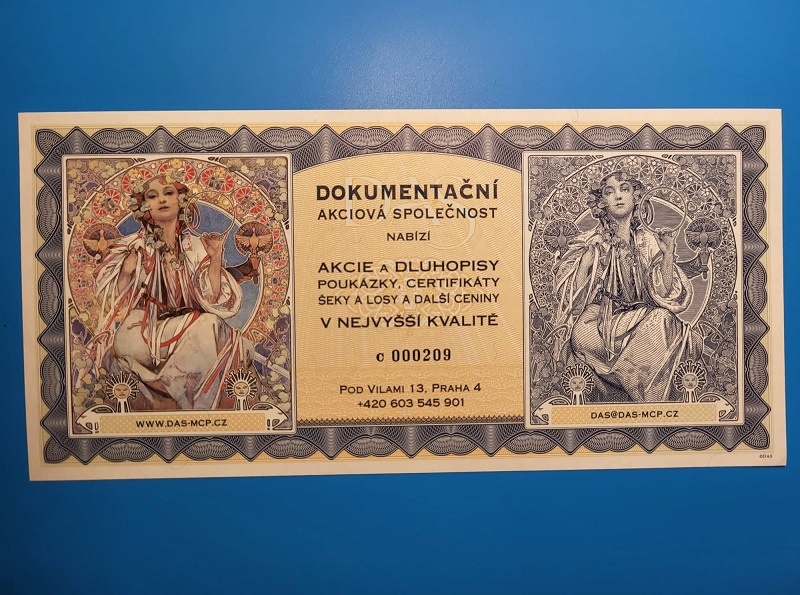 DOKUMENTAČNÍ
AKCIOVÁ SPOLEČNOST
NABÍZÍ
AKCIE A DLUHOPISY
POUKÁZKY, CERTIFIKÁTY
ŠEKY A LOSY A DALŠÍ CENINY
V NEJVYŠŠÍ KVALITĚ
C 000209
POD VILAMI 13, PRAHA 4
+420 603 545 901
WWW.DAS-MCP.CZ
DAS@DAS-MCP.CZ
©DAS